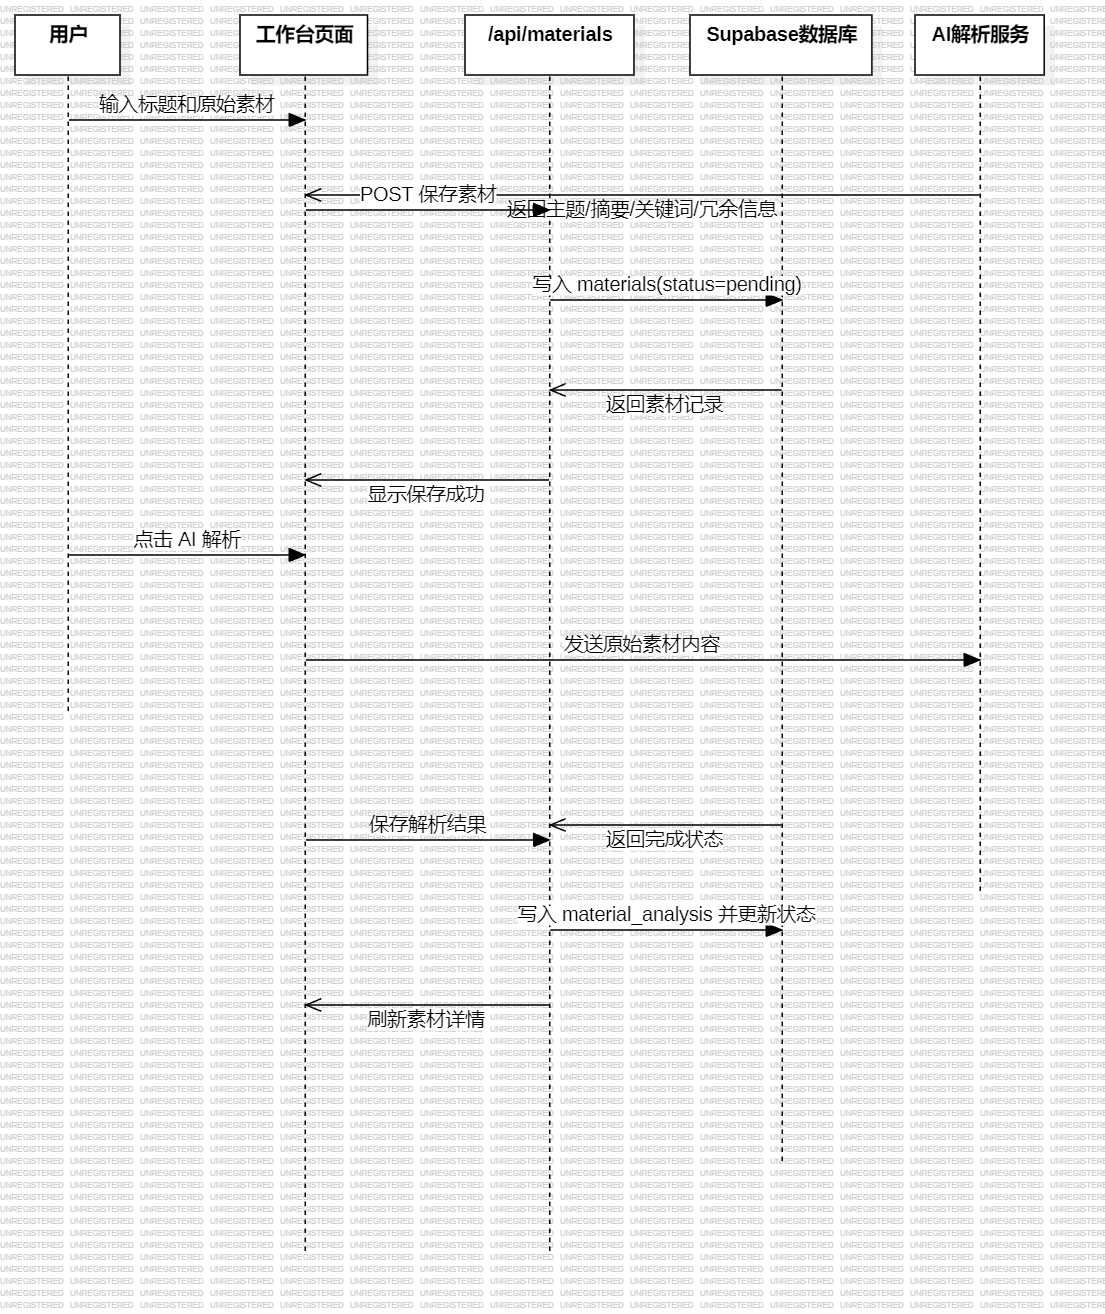 用户
工作台页面
/api/materials
Supabase数据库
AI解析服务
输入标题和原始素材
POST 保存素材
返回主题/摘要/关键词/冗余信息
写入 materials(status=pending)
返回素材记录
显示保存成功
点击 AI 解析
发送原始素材内容
保存解析结果
返回完成状态
写入 material_analysis 并更新状态
刷新素材详情
UNREGISTERED